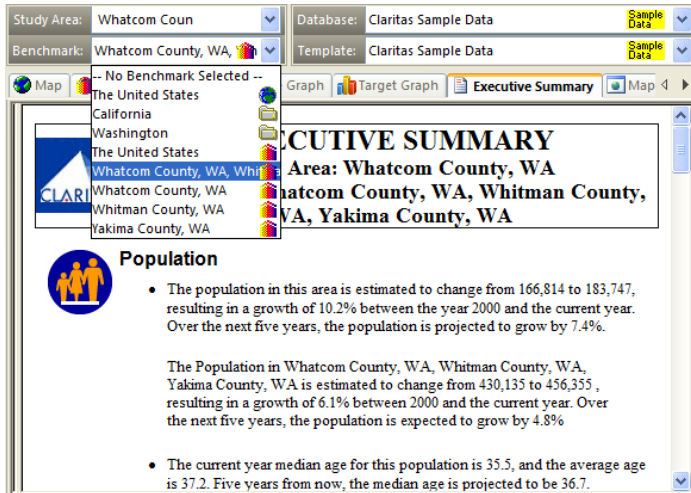 Study Area: Whatcom Coun Database: Claritas Sample Data Sample Data
Benchmark: Whatcom County, WA, Template: Claritas Sample Data Sample Data
Map Graph Target Graph Executive Summary Map
-- No Benchmark Selected --
The United States
California
Washington
The United States
Whatcom County, WA, Whit
Whatcom County, WA
Whitman County, WA
Yakima County, WA
CLARI
CUTIVE SUMMARY
Area: Whatcom County, WA
hatcom County, WA, Whitman County,
VA, Yakima County, WA
Population
• The population in this area is estimated to change from 166,814 to 183,747,
resulting in a growth of 10.2% between the year 2000 and the current year.
Over the next five years, the population is projected to grow by 7.4%.
The Population in Whatcom County, WA, Whitman County, WA,
Yakima County, WA is estimated to change from 430,135 to 456,355 ,
resulting in a growth of 6.1% between 2000 and the current year. Over
the next five years, the population is expected to grow by 4.8%
• The current year median age for this population is 35.5, and the average age
is 37.2. Five years from now, the median age is projected to be 36.7.